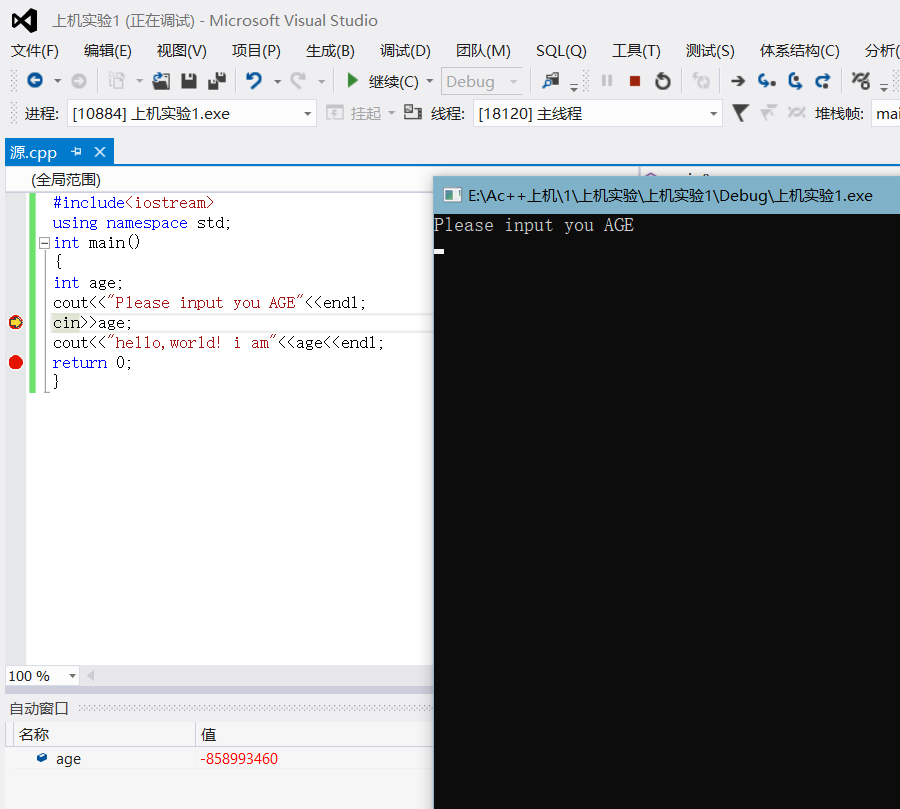 上机实验1 (正在调试) - Microsoft Visual Studio
文件(F) 编辑(E) 视图(V) 项目(P) 生成(B) 调试(D) 团队(M) SQL(Q) 工具(T) 测试(S) 体系结构(C) 分析(
继续(C) Debug
进程: [10884] 上机实验1.exe 挂起 线程: [18120] 主线程 堆栈帧: mai
源.cpp
(全局范围)
#include<iostream>
using namespace std;
int main()
{
int age;
cout<<"Please input you AGE"<<endl;
cin>>age;
cout<<"hello,world! i am"<<age<<endl;
return 0;
}
E:\Ac++上机\1\上机实验\上机实验1\Debug\上机实验1.exe
Please input you AGE
100 %
自动窗口
名称 值
age -858993460